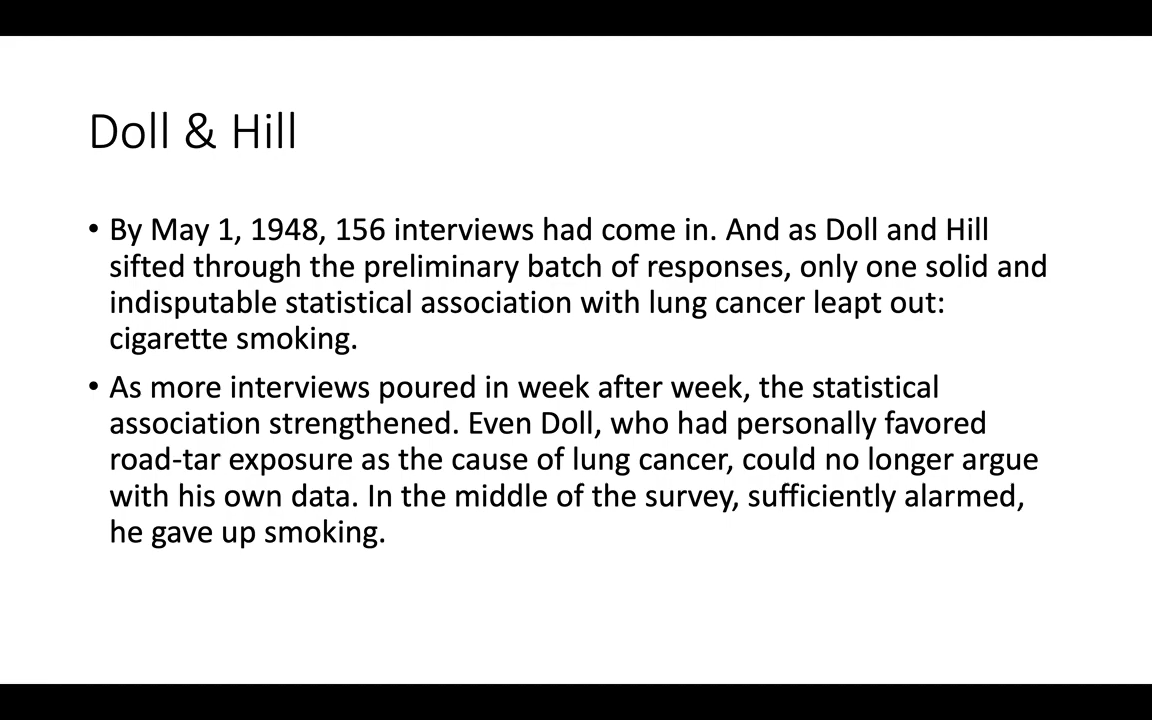 Doll & Hill
• By May 1, 1948, 156 interviews had come in. And as Doll and Hill
sifted through the preliminary batch of responses, only one solid and
indisputable statistical association with lung cancer leapt out:
cigarette smoking.
• As more interviews poured in week after week, the statistical
association strengthened. Even Doll, who had personally favored
road-tar exposure as the cause of lung cancer, could no longer argue
with his own data. In the middle of the survey, sufficiently alarmed,
he gave up smoking.